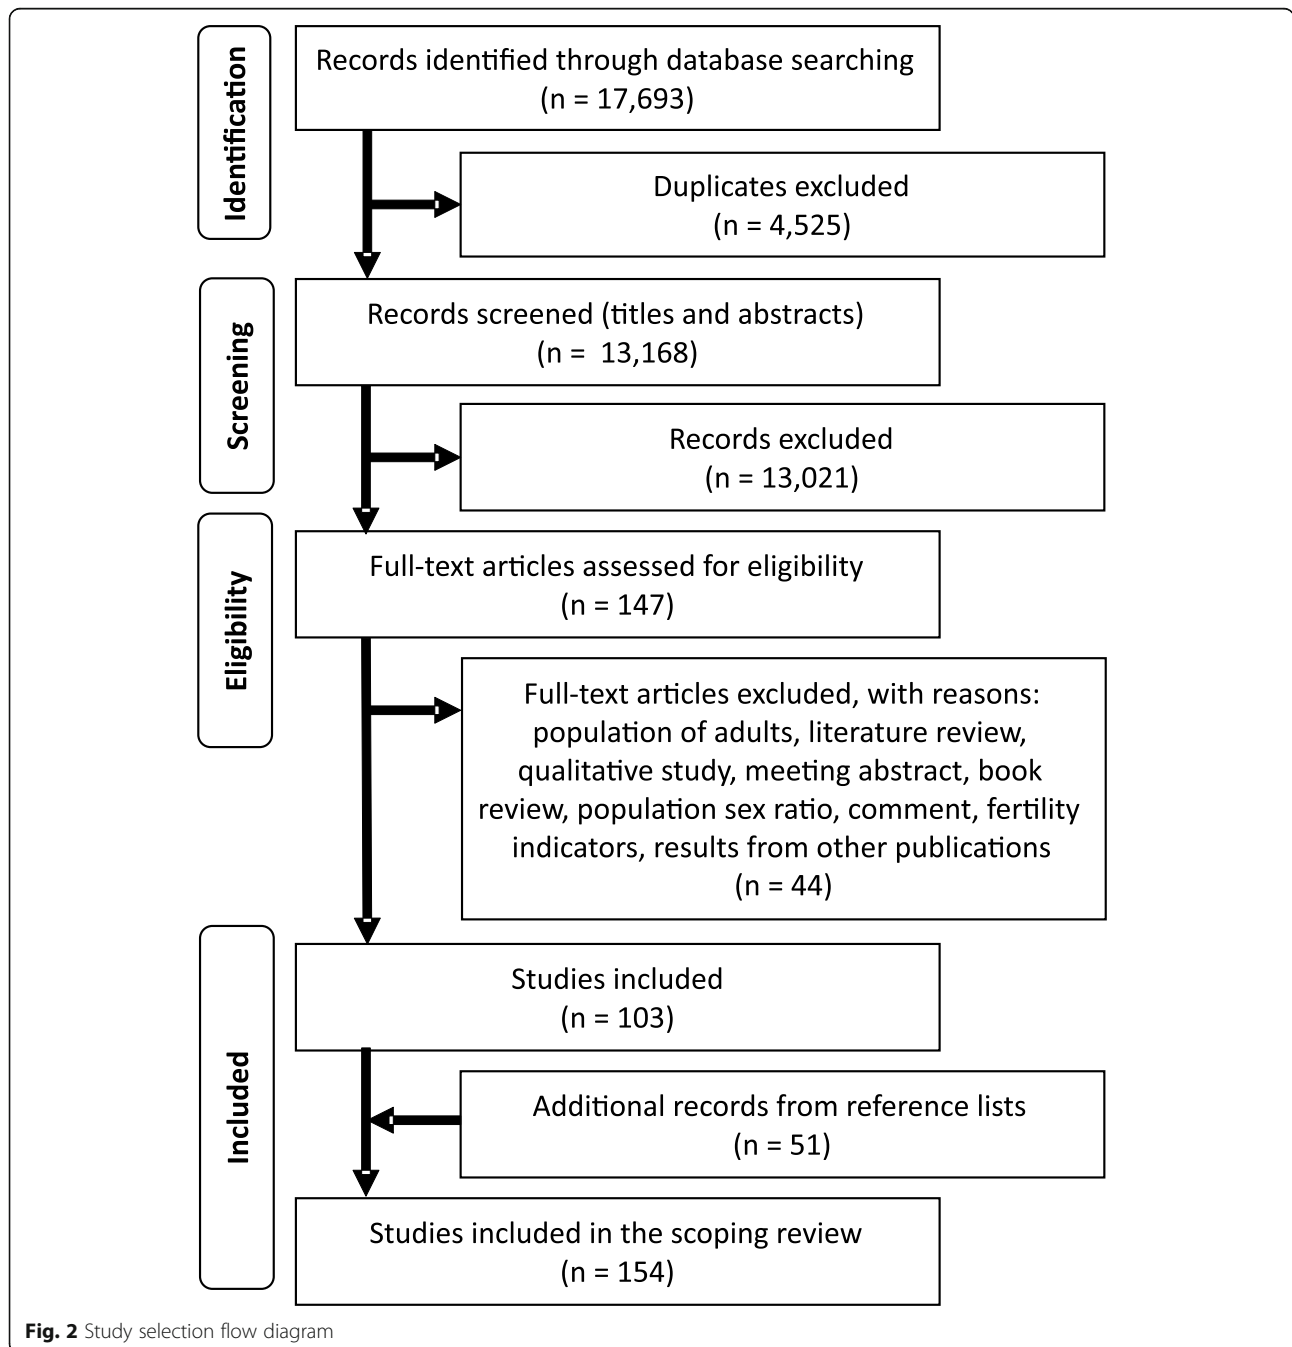 Identification
Records identified through database searching
(n = 17,693)
Duplicates excluded
(n = 4,525)
Screening
Records screened (titles and abstracts)
(n = 13,168)
Records excluded
(n = 13,021)
Eligibility
Full-text articles assessed for eligibility
(n = 147)
Full-text articles excluded, with reasons:
population of adults, literature review,
qualitative study, meeting abstract, book
review, population sex ratio, comment, fertility
indicators, results from other publications
(n = 44)
Included
Studies included
(n = 103)
Additional records from reference lists
(n = 51)
Studies included in the scoping review
(n = 154)
Fig. 2 Study selection flow diagram